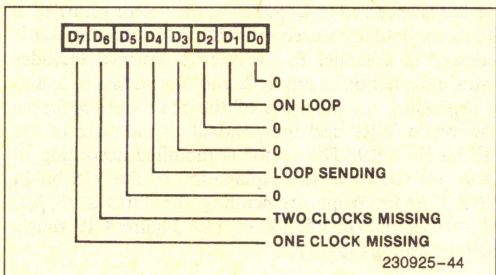 D7 D6 D5 D4 D3 D2 D1 D0
0
ON LOOP
0
0
LOOP SENDING
0
TWO CLOCKS MISSING
ONE CLOCK MISSING
230925–44